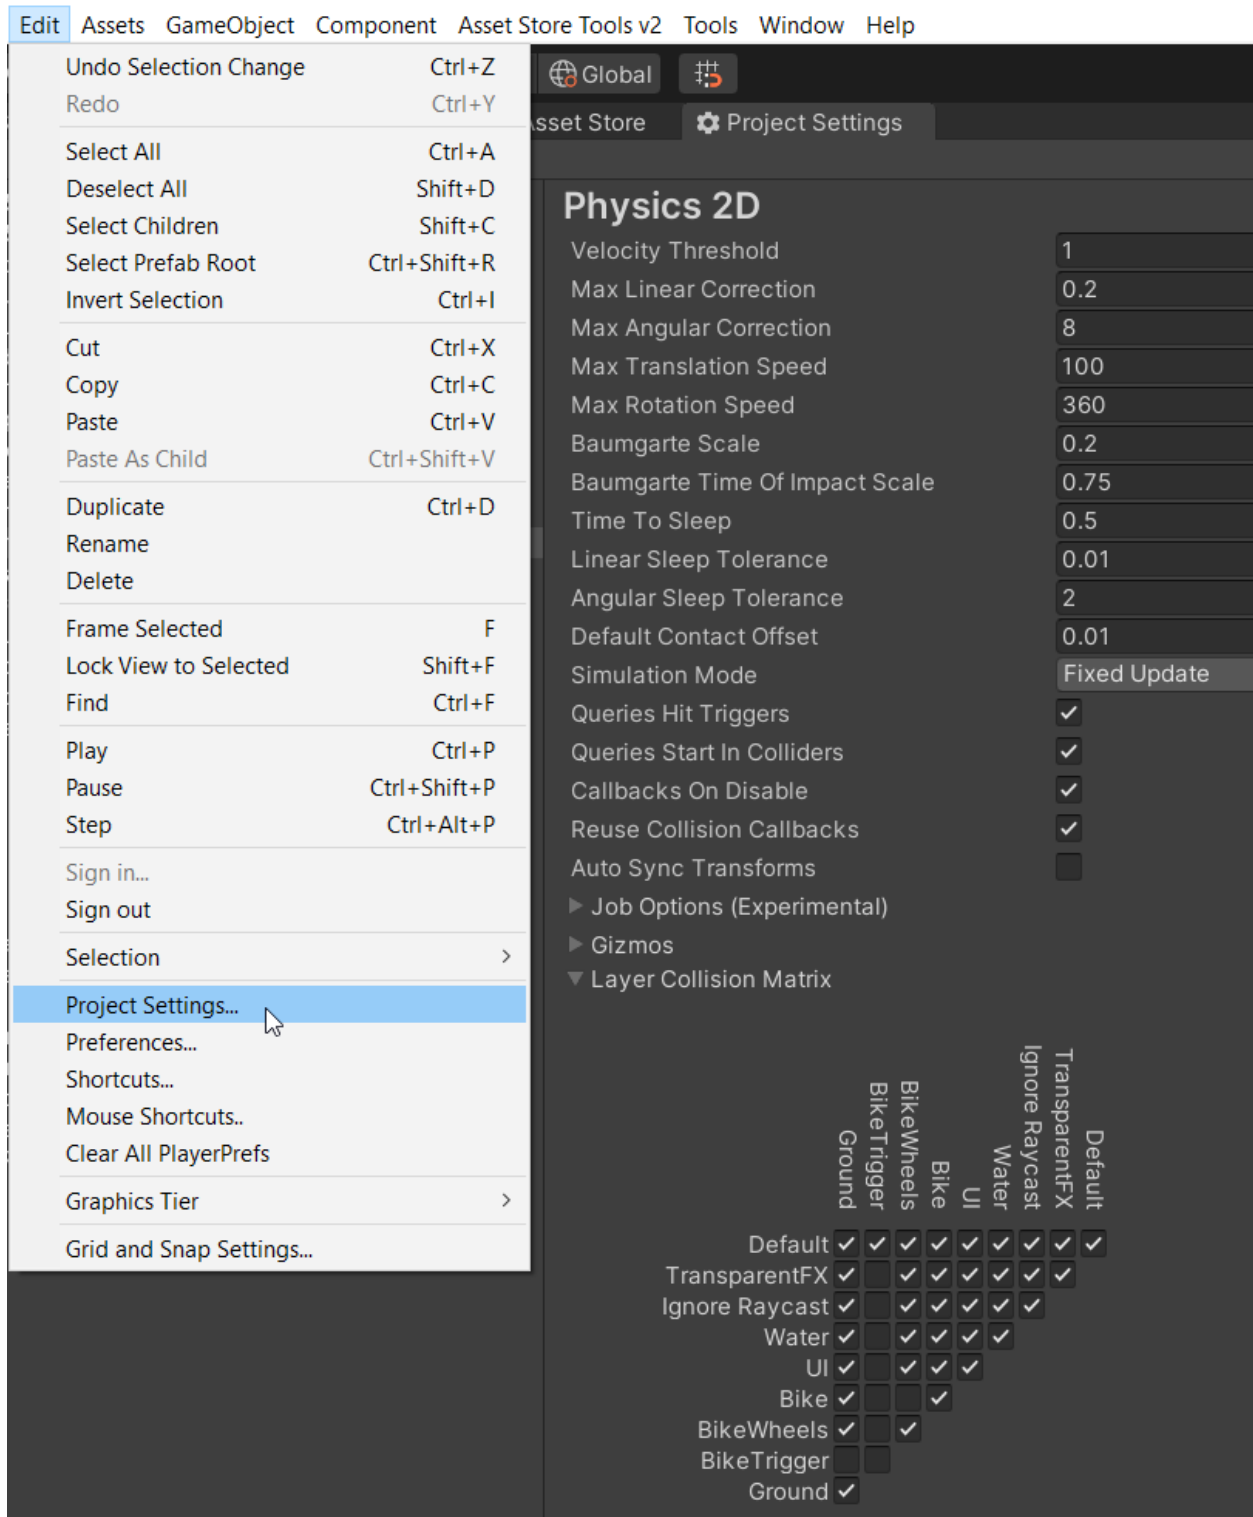 Edit Assets GameObject Component Asset Store Tools v2 Tools Window Help
Undo Selection Change Ctrl+Z
Redo Ctrl+Y
Select All Ctrl+A
Deselect All Shift+D
Select Children Shift+C
Select Prefab Root Ctrl+Shift+R
Invert Selection Ctrl+I
Cut Ctrl+X
Copy Ctrl+C
Paste Ctrl+V
Paste As Child Ctrl+Shift+V
Duplicate Ctrl+D
Rename
Delete
Frame Selected F
Lock View to Selected Shift+F
Find Ctrl+F
Play Ctrl+P
Pause Ctrl+Shift+P
Step Ctrl+Alt+P
Sign in...
Sign out
Selection
Project Settings...
Preferences...
Shortcuts...
Mouse Shortcuts..
Clear All PlayerPrefs
Graphics Tier
Grid and Snap Settings...
Global
Asset Store Project Settings
Physics 2D
Velocity Threshold 1
Max Linear Correction 0.2
Max Angular Correction 8
Max Translation Speed 100
Max Rotation Speed 360
Baumgarte Scale 0.2
Baumgarte Time Of Impact Scale 0.75
Time To Sleep 0.5
Linear Sleep Tolerance 0.01
Angular Sleep Tolerance 2
Default Contact Offset 0.01
Simulation Mode Fixed Update
Queries Hit Triggers
Queries Start In Colliders
Callbacks On Disable
Reuse Collision Callbacks
Auto Sync Transforms
Job Options (Experimental)
Gizmos
Layer Collision Matrix
Ground
BikeTrigger
BikeWheels
Bike
UI
Water
Ignore Raycast
TransparentFX
Default
Default
TransparentFX
Ignore Raycast
Water
UI
Bike
BikeWheels
BikeTrigger
Ground